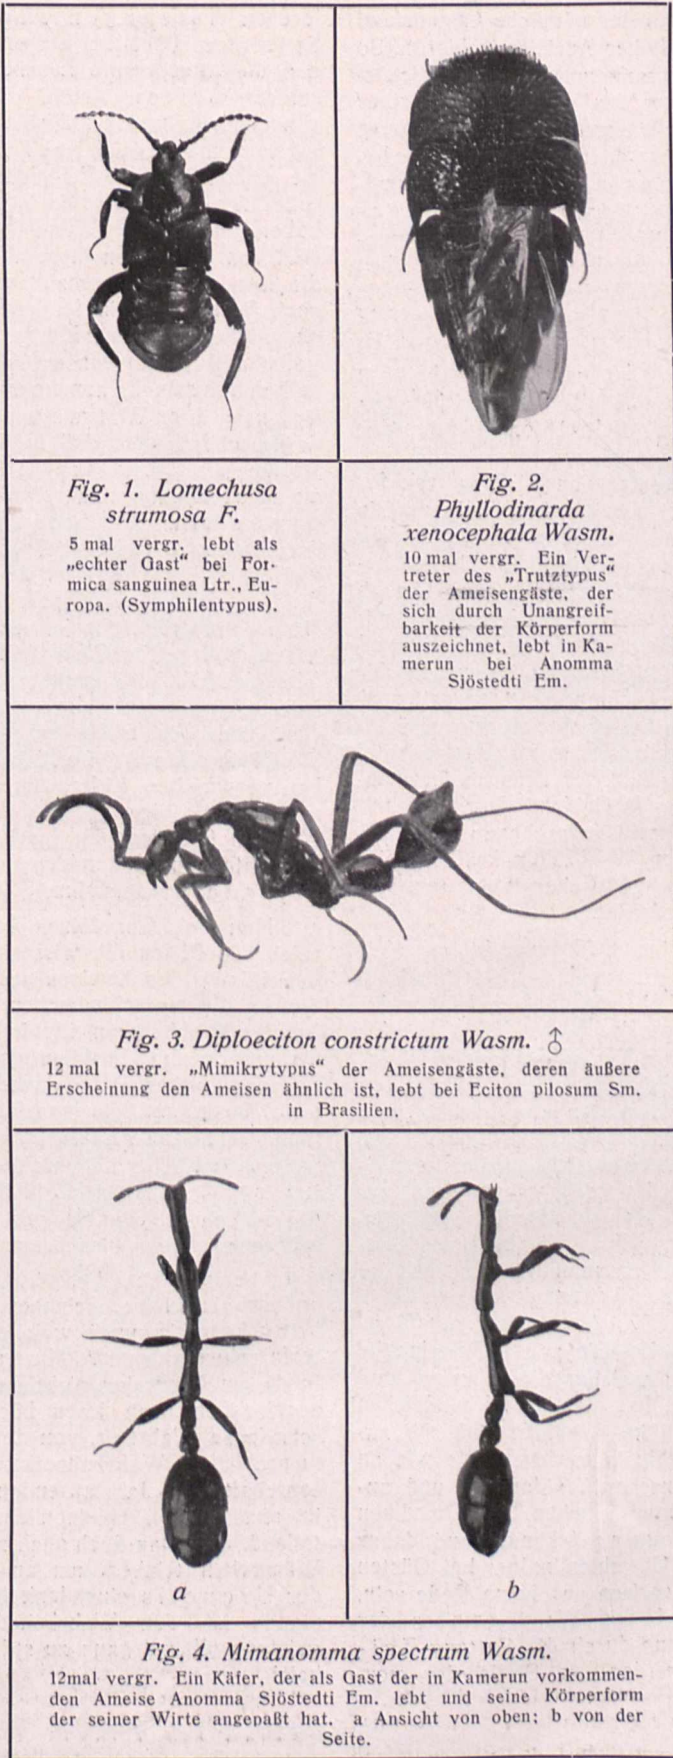 Fig. 1. Lomechusa
strumosa F.
5 mal vergr. lebt als
„echter Gast“ bei For-
mica sanguinea Ltr., Eu-
ropa. (Symphilentypus).
Fig. 2.
Phyllodinarda
xenocephala Wasm.
10 mal vergr. Ein Ver-
treter des „Trutztypus“
der Ameisengäste, der
sich durch Unangreif-
barkeit der Körperform
auszeichnet, lebt in Ka-
merun bei Anomma
Sjöstedti Em.
Fig. 3. Diploeciton constrictum Wasm. ♂
12 mal vergr. „Mimikrytypus“ der Ameisengäste, deren äußere
Erscheinung den Ameisen ähnlich ist, lebt bei Eciton pilosum Sm.
in Brasilien.
a
b
Fig. 4. Mimanomma spectrum Wasm.
12mal vergr. Ein Käfer, der als Gast der in Kamerun vorkommen-
den Ameise Anomma Sjöstedti Em. lebt und seine Körperform
der seiner Wirte angepaßt hat. a Ansicht von oben; b von der
Seite.